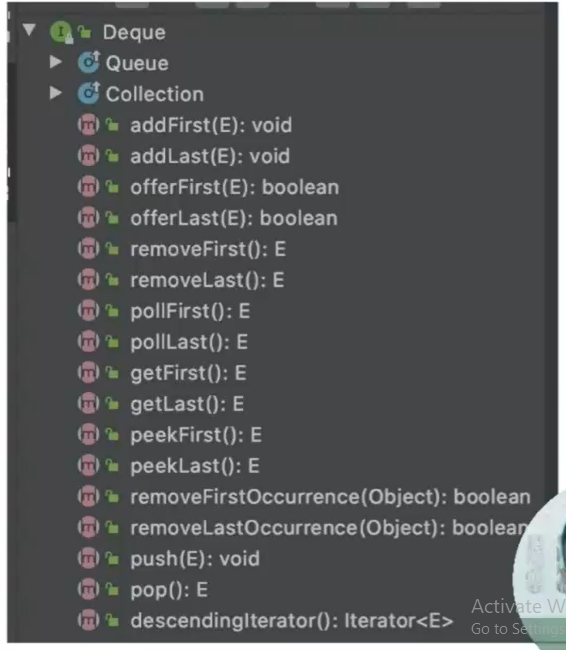 Deque
Queue
Collection
addFirst(E): void
addLast(E): void
offerFirst(E): boolean
offerLast(E): boolean
removeFirst(): E
removeLast(): E
pollFirst(): E
pollLast(): E
getFirst(): E
getLast(): E
peekFirst(): E
peekLast(): E
removeFirstOccurrence(Object): boolean
removeLastOccurrence(Object): boolean
push(E): void
pop(): E
descendingIterator(): Iterator<E>
Activate W
Go to Settings